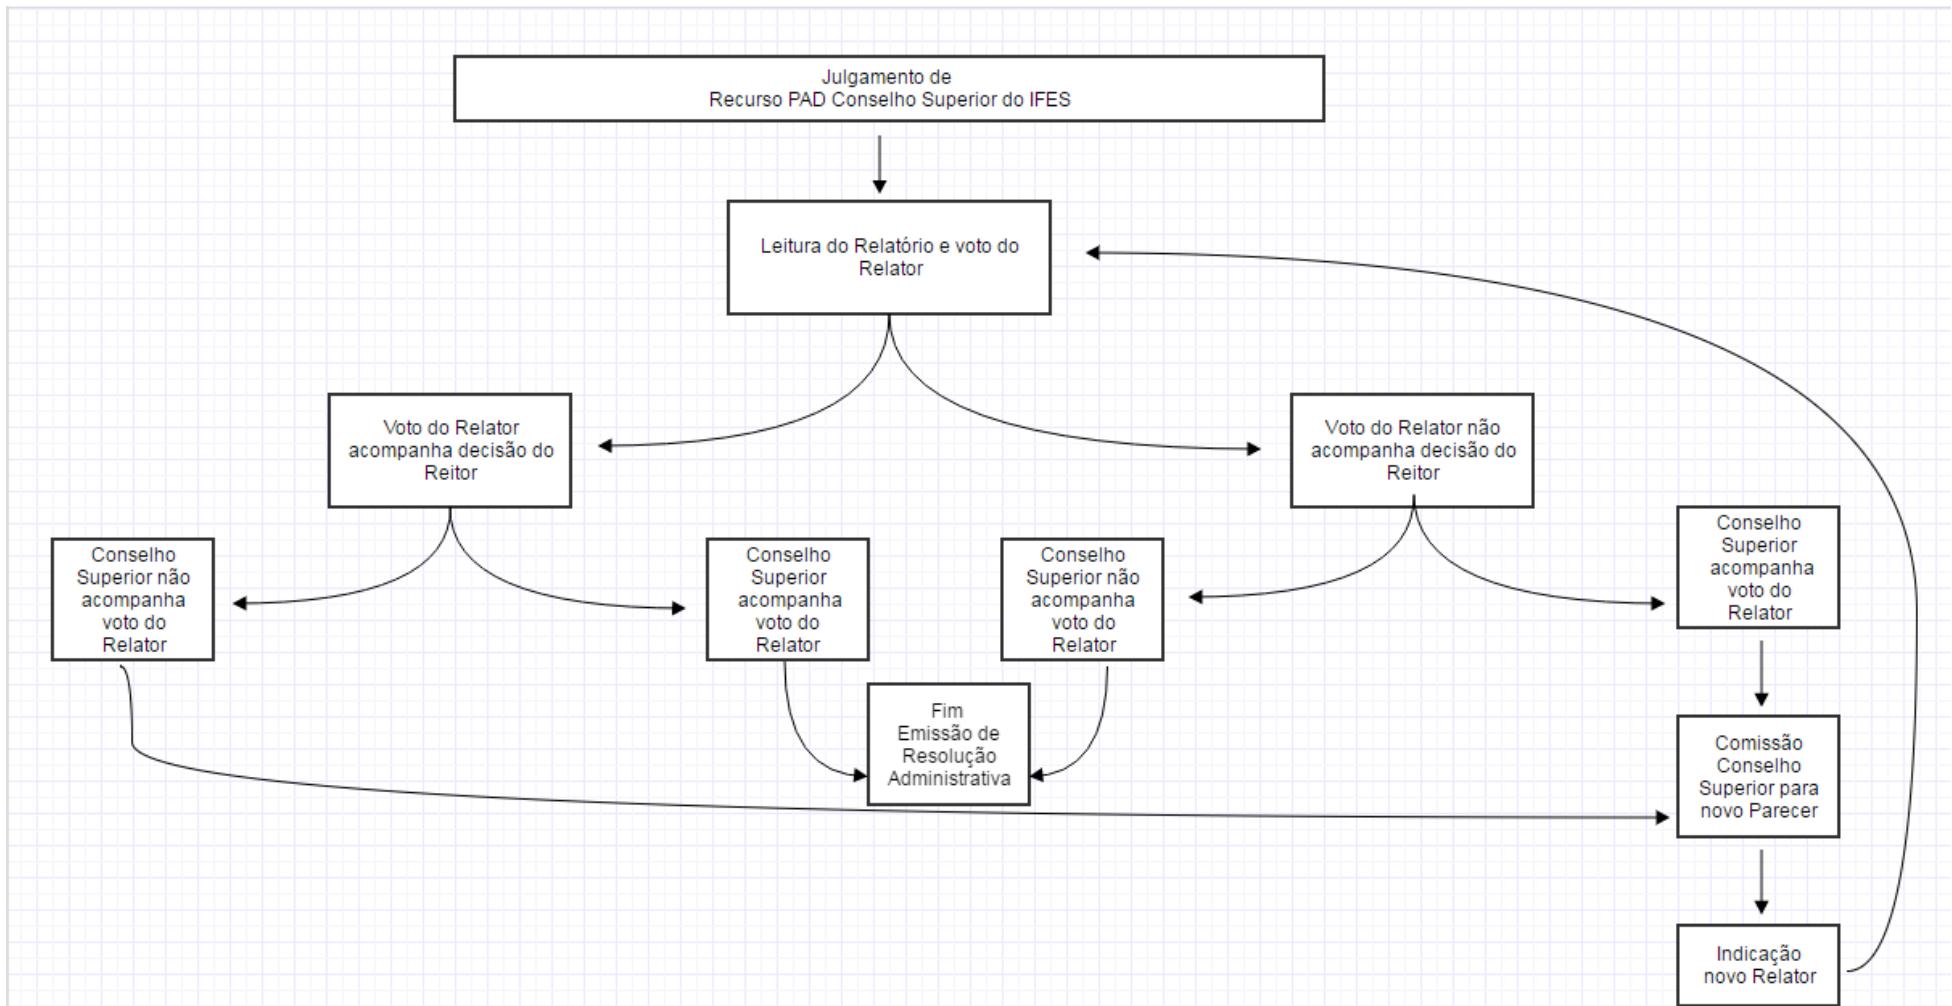 Julgamento de
Recurso PAD Conselho Superior do IFES
Leitura do Relatório e voto do
Relator
Voto do Relator
acompanha decisão do
Reitor
Voto do Relator não
acompanha decisão do
Reitor
Conselho
Superior não
acompanha
voto do
Relator
Conselho
Superior
acompanha
voto do
Relator
Conselho
Superior não
acompanha
voto do
Relator
Conselho
Superior
acompanha
voto do
Relator
Fim
Emissão de
Resolução
Administrativa
Comissão
Conselho
Superior para
novo Parecer
Indicação
novo Relator